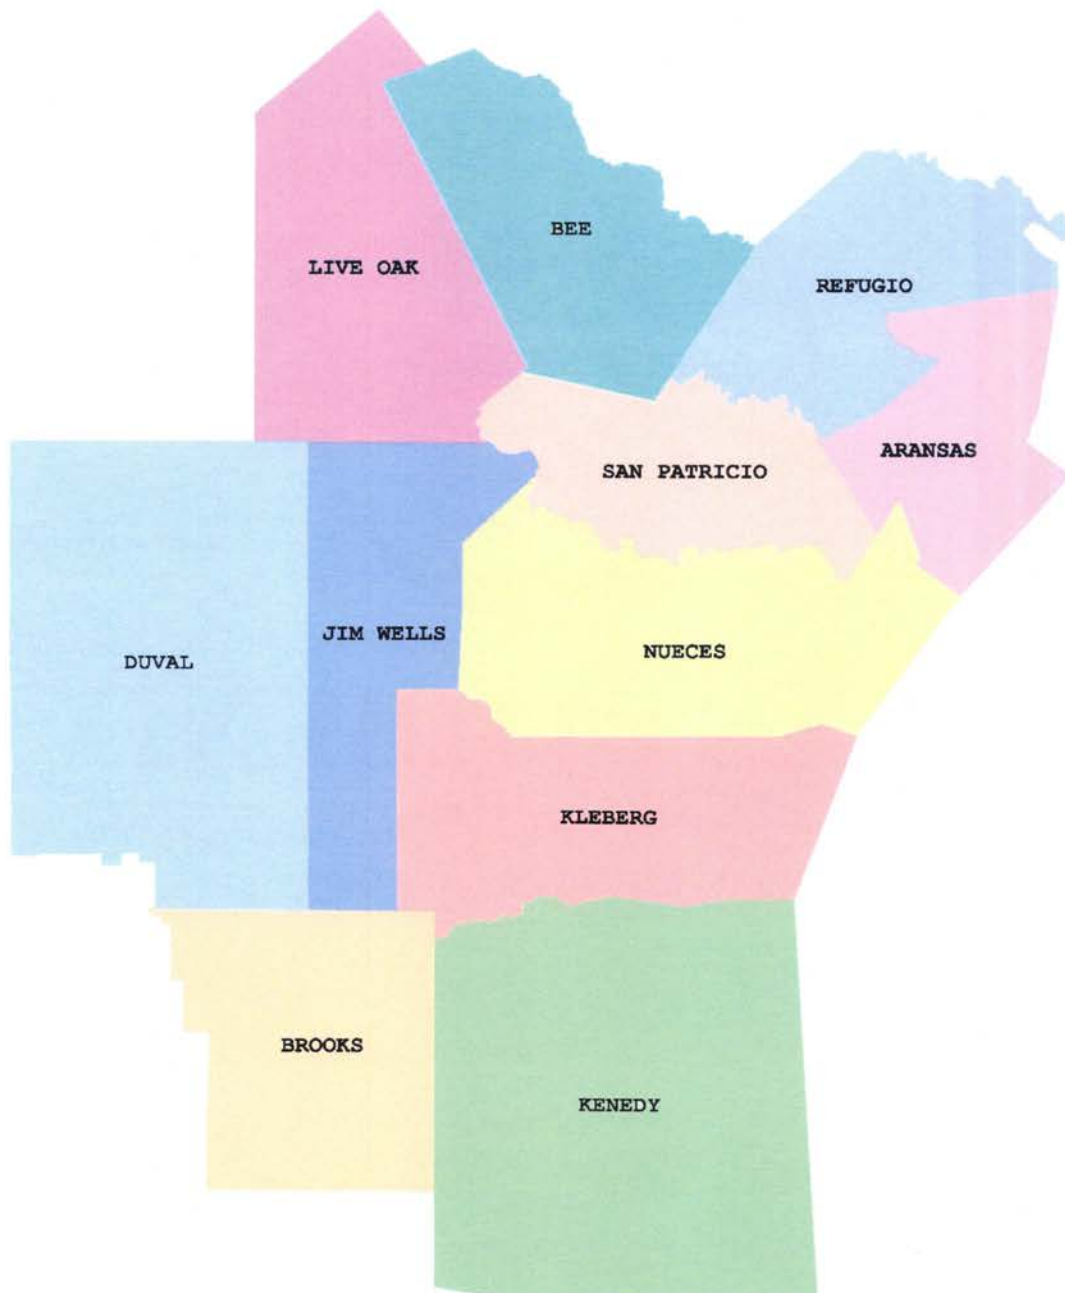 BEE
LIVE OAK
REFUGIO
ARANSAS
SAN PATRICIO
JIM WELLS
NUECES
DUVAL
KLEBERG
BROOKS
KENEDY